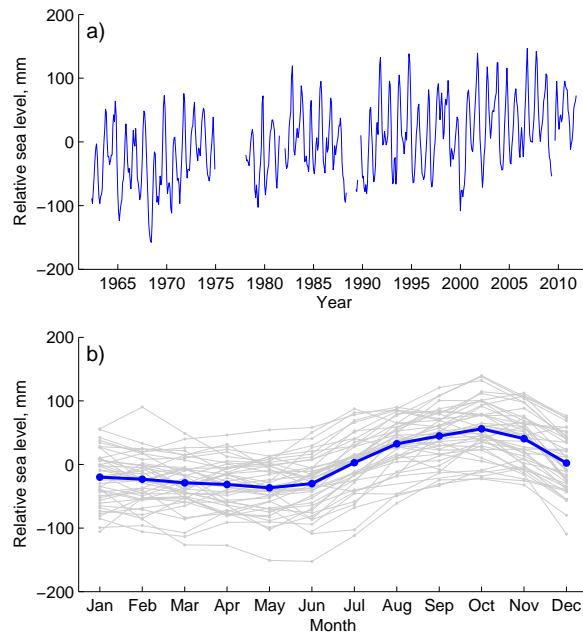 a)
Relative sea level, mm
200
100
0
−100
−200
1965 1970 1975 1980 1985 1990 1995 2000 2005 2010
Year
b)
Relative sea level, mm
200
100
0
−100
−200
Jan Feb Mar Apr May Jun Jul Aug Sep Oct Nov Dec
Month